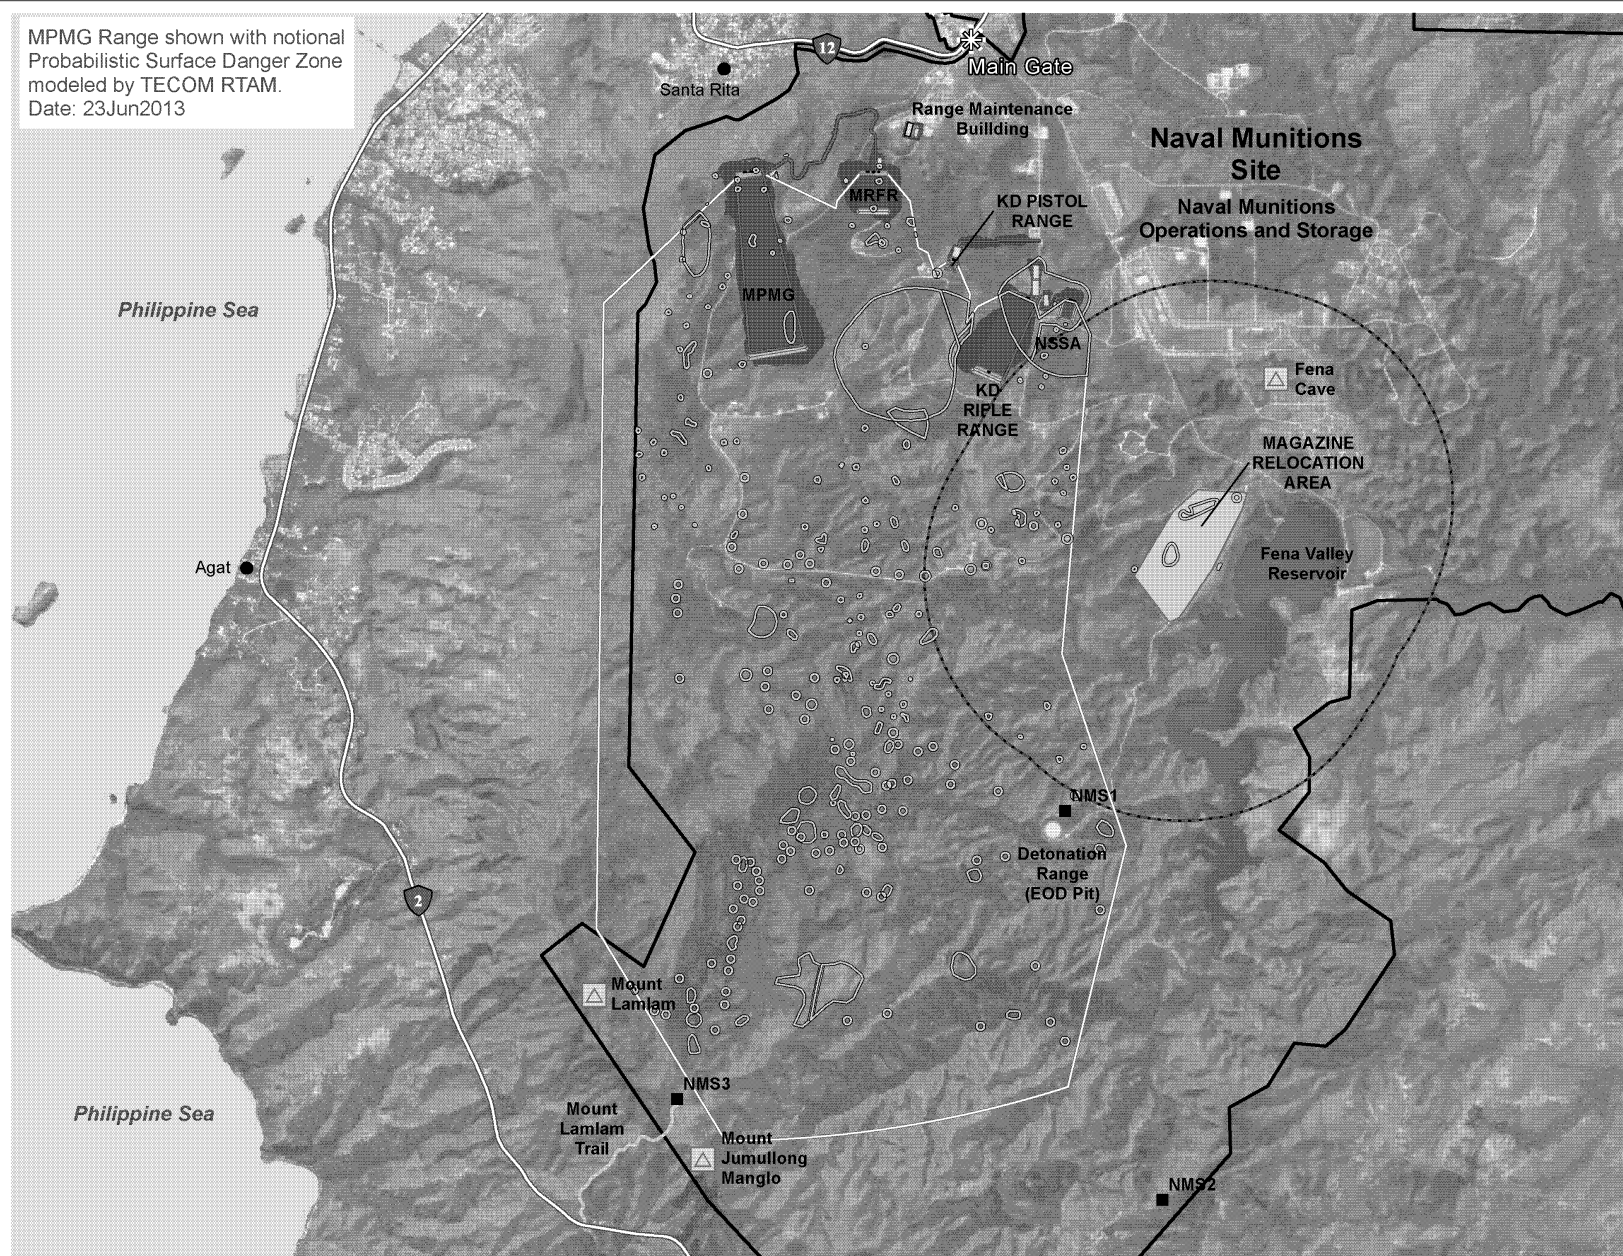 MPMG Range shown with notional
Probabilistic Surface Danger Zone
modeled by TECOM RTAM.
Date: 23Jun2013
12
Main Gate
Santa Rita
Range Maintenance
Buillding
Naval Munitions
Site
Naval Munitions
Operations and Storage
MRFR
KD PISTOL
RANGE
Philippine Sea
MPMG
NSSA
Fena
Cave
KD
RIFLE
RANGE
MAGAZINE
RELOCATION
AREA
Agat
Fena Valley
Reservoir
NMS1
Detonation
Range
(EOD Pit)
2
Mount
Lamlam
NMS3
Philippine Sea
Mount
Lamlam
Trail
Mount
Jumullong
Manglo
NMS2